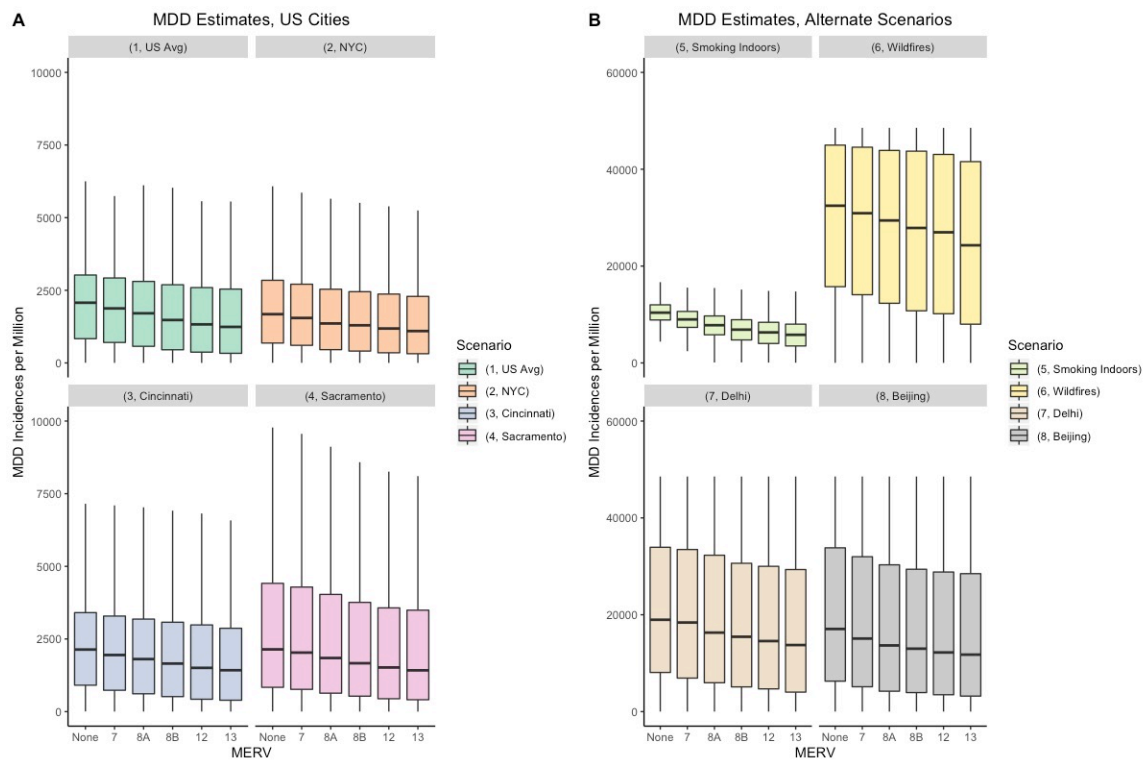 A
MDD Estimates, US Cities
(1, US Avg)
(2, NYC)
10000
7500
5000
2500
0
(3, Cincinnati)
(4, Sacramento)
10000
7500
5000
2500
0
MDD Incidences per Million
None 7 8A 8B 12 13
None 7 8A 8B 12 13
MERV
Scenario
(1, US Avg)
(2, NYC)
(3, Cincinnati)
(4, Sacramento)
B
MDD Estimates, Alternate Scenarios
(5, Smoking Indoors)
(6, Wildfires)
60000
40000
20000
0
(7, Delhi)
(8, Beijing)
60000
40000
20000
0
MDD Incidences per Million
None 7 8A 8B 12 13
None 7 8A 8B 12 13
MERV
Scenario
(5, Smoking Indoors)
(6, Wildfires)
(7, Delhi)
(8, Beijing)